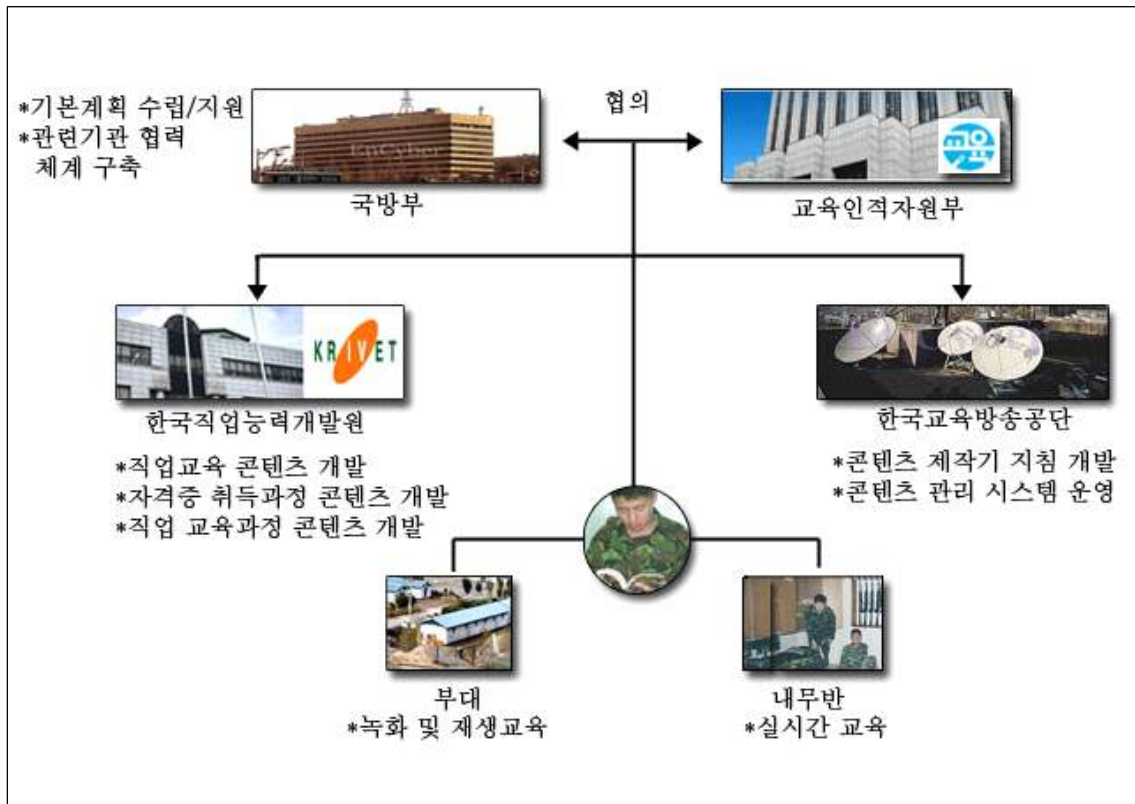 *기본계획 수립/지원
*관련기관 협력
체계 구축
협의
EnCyber
교육
국방부
교육인적자원부
KRIVET
한국직업능력개발원
한국교육방송공단
*직업교육 콘텐츠 개발
*자격증 취득과정 콘텐츠 개발
*직업 교육과정 콘텐츠 개발
*콘텐츠 제작기 지침 개발
*콘텐츠 관리 시스템 운영
부대
*녹화 및 재생교육
내무반
*실시간 교육